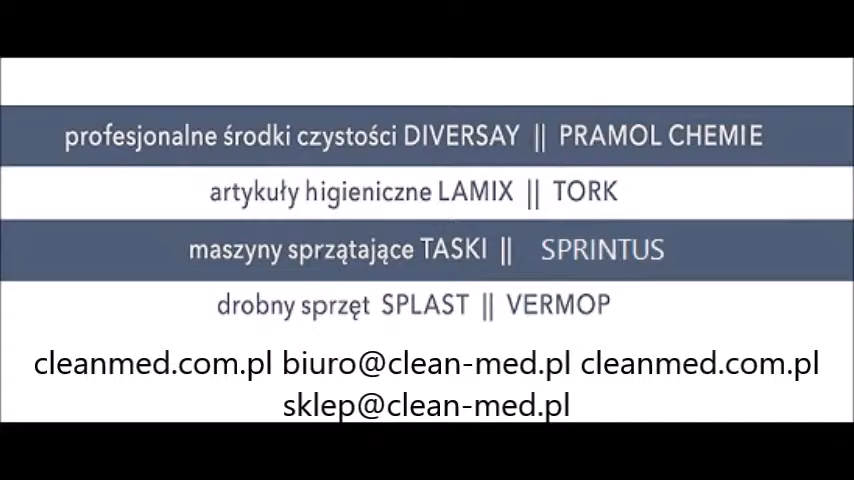 profesjonalne środki czystości DIVERSAY || PRAMOL CHEMIE
artykuły higieniczne LAMIX || TORK
maszyny sprzątające TASKI || SPRINTUS
drobny sprzęt SPLAST || VERMOP
cleanmed.com.pl biuro@clean-med.pl cleanmed.com.pl
sklep@clean-med.pl